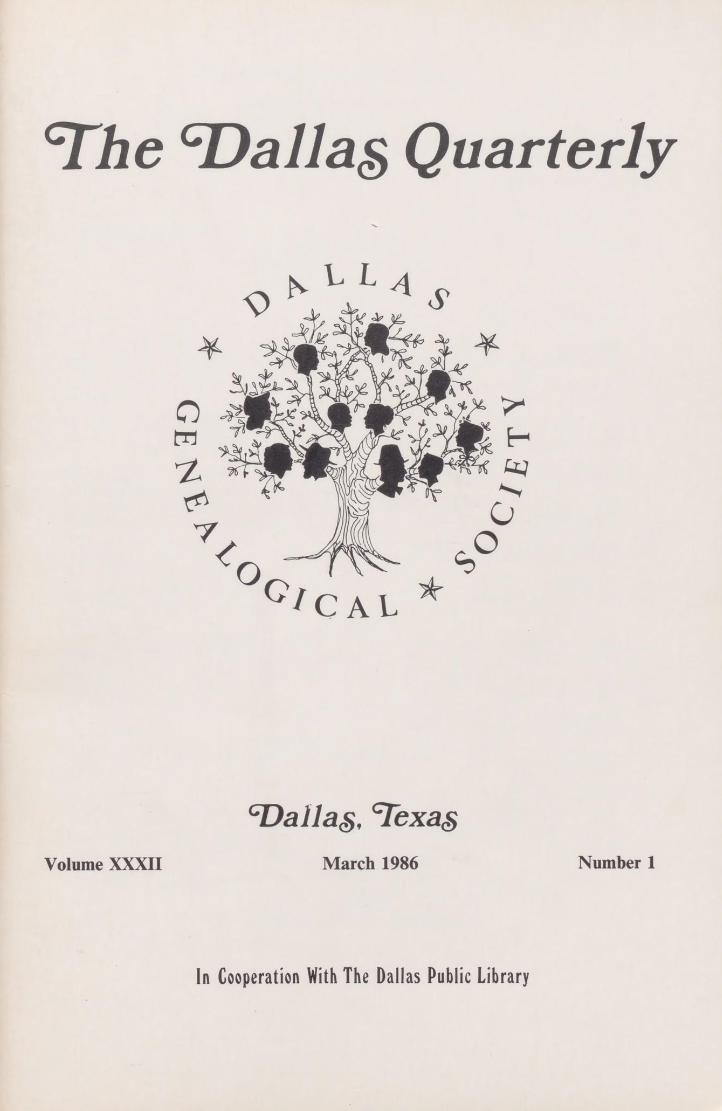 The Dallas Quarterly
DALLAS
GENEALOGICAL
SOCIETY
Dallas, Texas
Volume XXXII March 1986 Number 1
In Cooperation With The Dallas Public Library